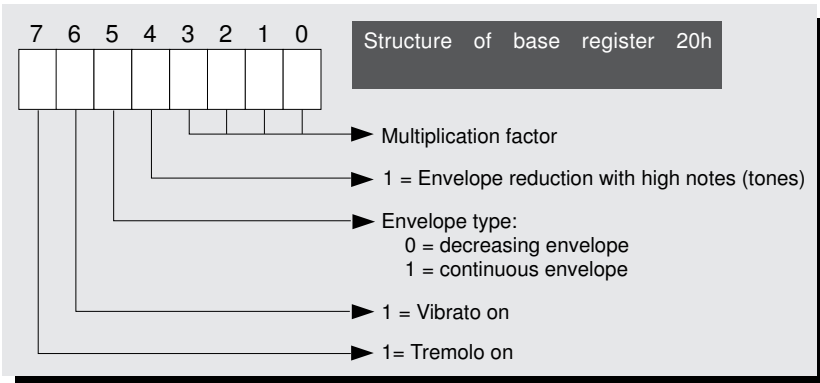 7 6 5 4 3 2 1 0
Structure of base register 20h
Multiplication factor
1 = Envelope reduction with high notes (tones)
Envelope type:
0 = decreasing envelope
1 = continuous envelope
1 = Vibrato on
1= Tremolo on